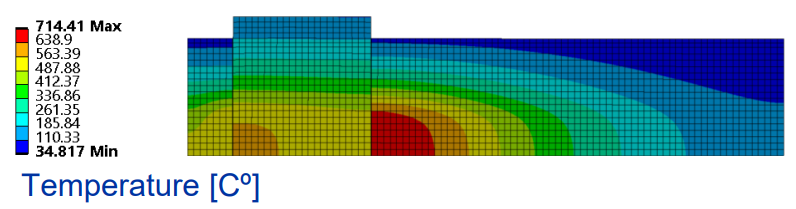 714.41 Max
638.9
563.39
487.88
412.37
336.86
261.35
185.84
110.33
34.817 Min
Temperature [Cº]